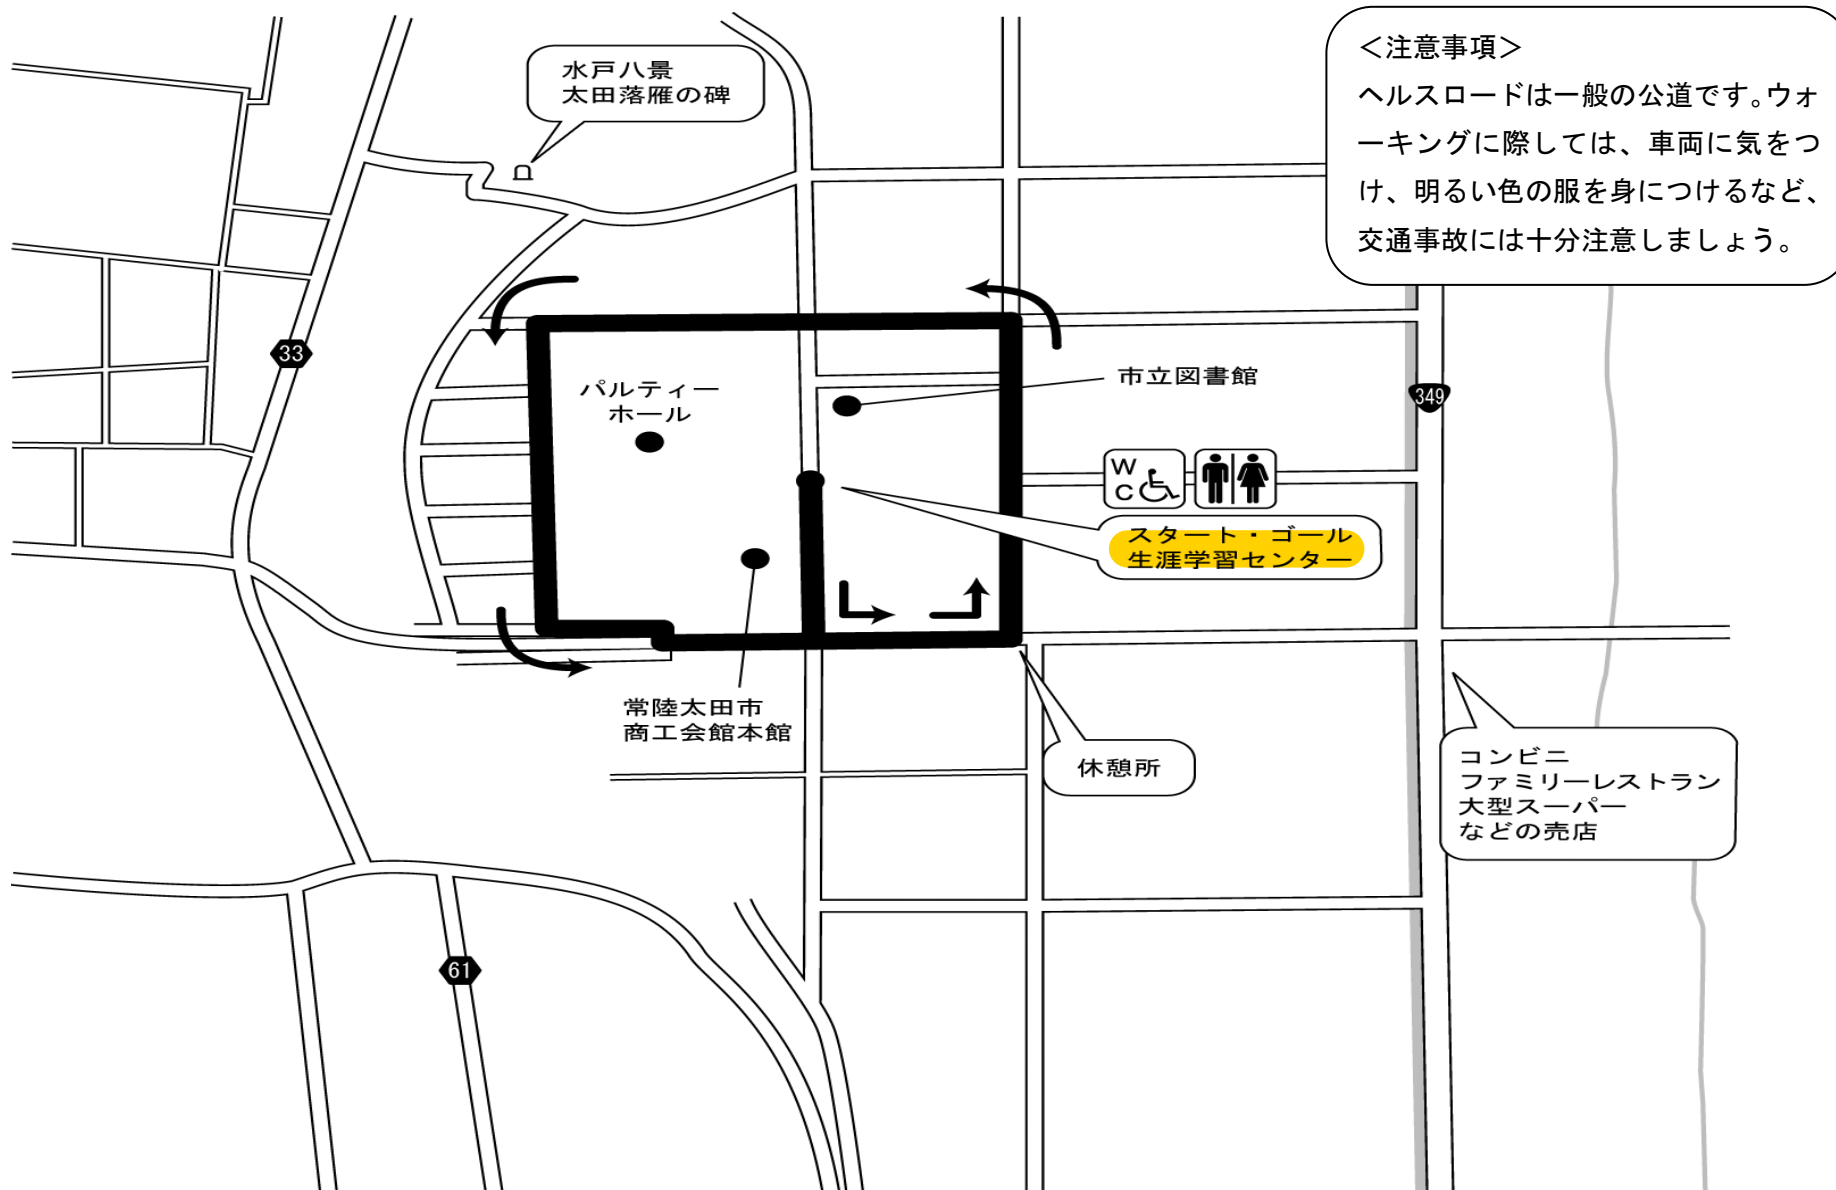 水戸八景
太田落雁の碑
<注意事項>
ヘルスロードは一般の公道です。ウォ
ーキングに際しては、車両に気をつ
け、明るい色の服を身につけるなど、
交通事故には十分注意しましょう。
33
パルティー
ホール
市立図書館
349
W
C
スタート・ゴール
生涯学習センター
常陸太田市
商工会館本館
休憩所
コンビニ
ファミリーレストラン
大型スーパー
などの売店
61